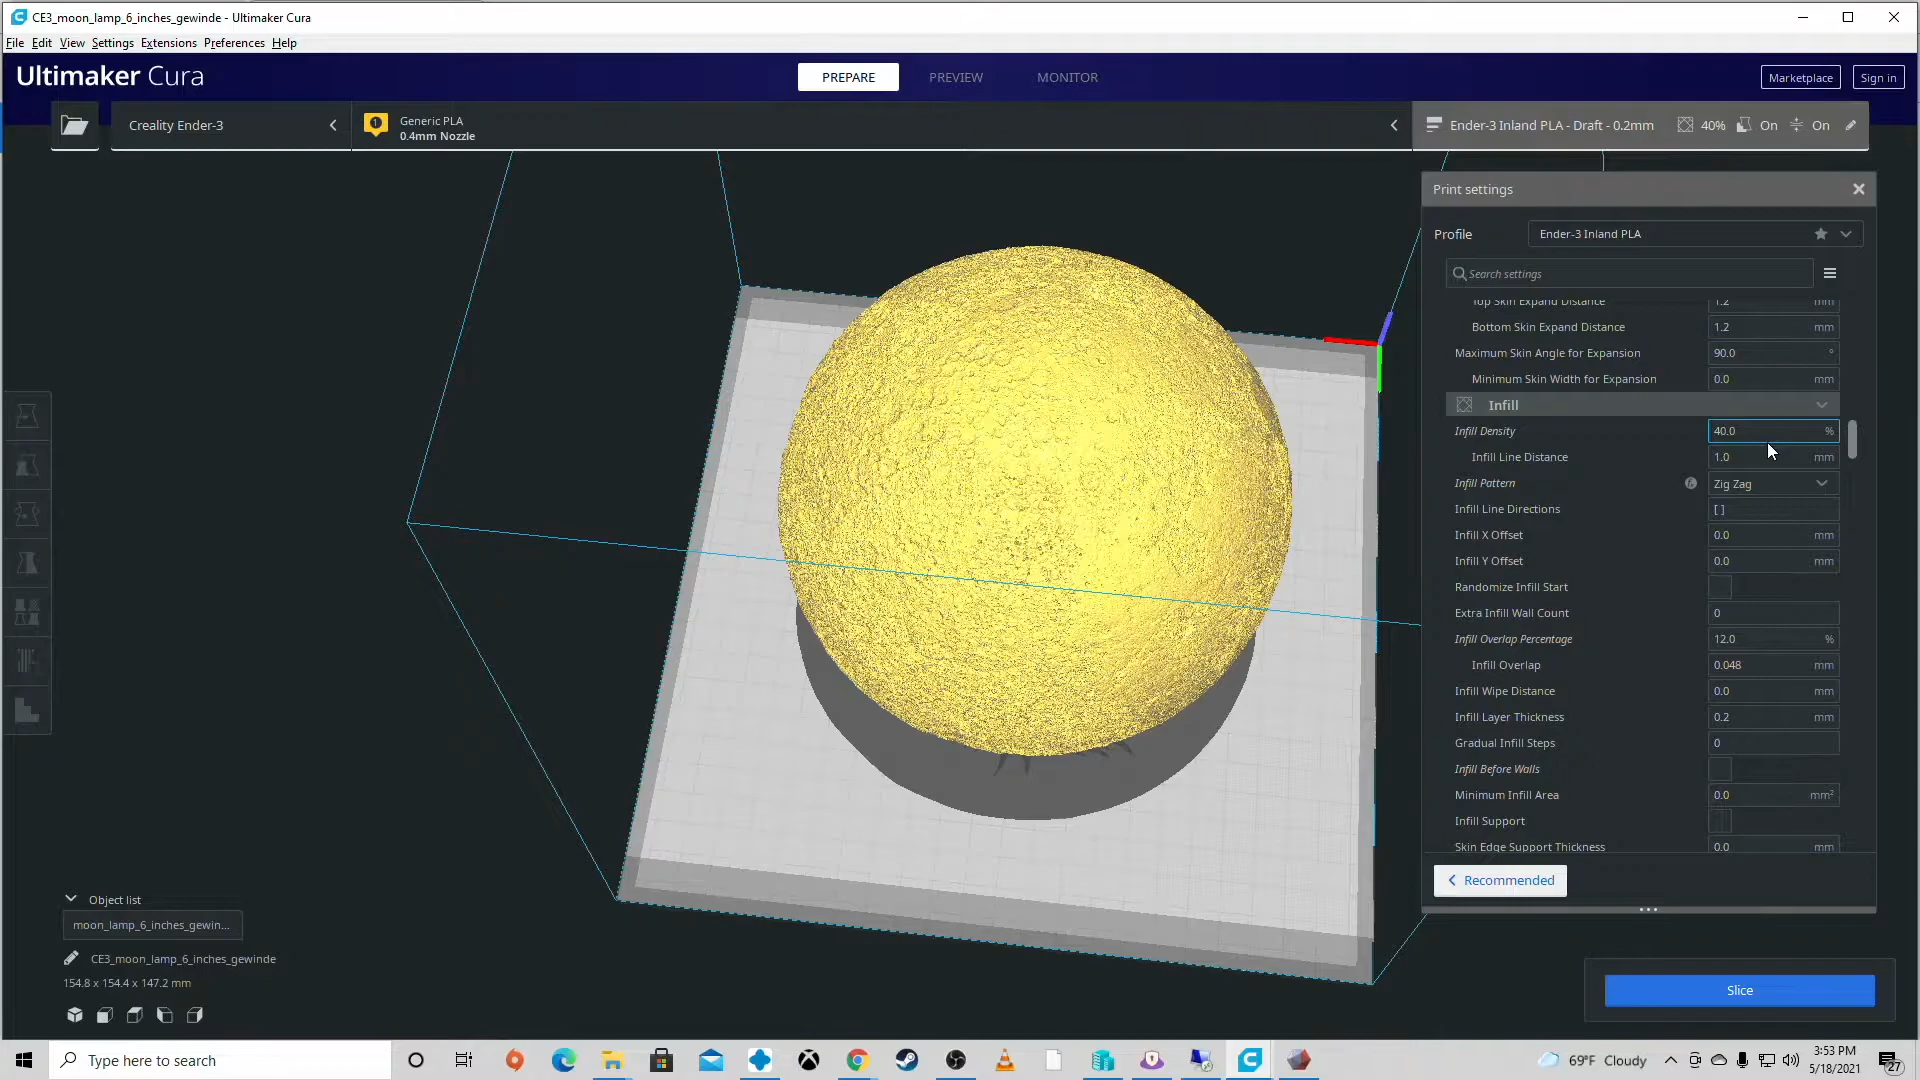 CE3_moon_lamp_6_inches_gewinde - Ultimaker Cura
File Edit View Settings Extensions Preferences Help
Ultimaker Cura
PREPARE PREVIEW MONITOR
Marketplace Sign in
Creality Ender-3
1
Generic PLA
0.4mm Nozzle
Ender-3 Inland PLA - Draft - 0.2mm 40% On On
Print settings
Profile Ender-3 Inland PLA
Search settings
Top Skin Expand Distance 1.2 mm
Bottom Skin Expand Distance 1.2 mm
Maximum Skin Angle for Expansion 90.0 °
Minimum Skin Width for Expansion 0.0 mm
Infill
Infill Density 40.0 %
Infill Line Distance 1.0 mm
Infill Pattern Zig Zag
Infill Line Directions [ ]
Infill X Offset 0.0 mm
Infill Y Offset 0.0 mm
Randomize Infill Start
Extra Infill Wall Count 0
Infill Overlap Percentage 12.0 %
Infill Overlap 0.048 mm
Infill Wipe Distance 0.0 mm
Infill Layer Thickness 0.2 mm
Gradual Infill Steps 0
Infill Before Walls
Minimum Infill Area 0.0 mm²
Infill Support
Skin Edge Support Thickness 0.0 mm
Recommended
Object list
moon_lamp_6_inches_gewin...
CE3_moon_lamp_6_inches_gewinde
154.8 x 154.4 x 147.2 mm
Slice
Type here to search
69°F Cloudy
3:53 PM
5/18/2021
27